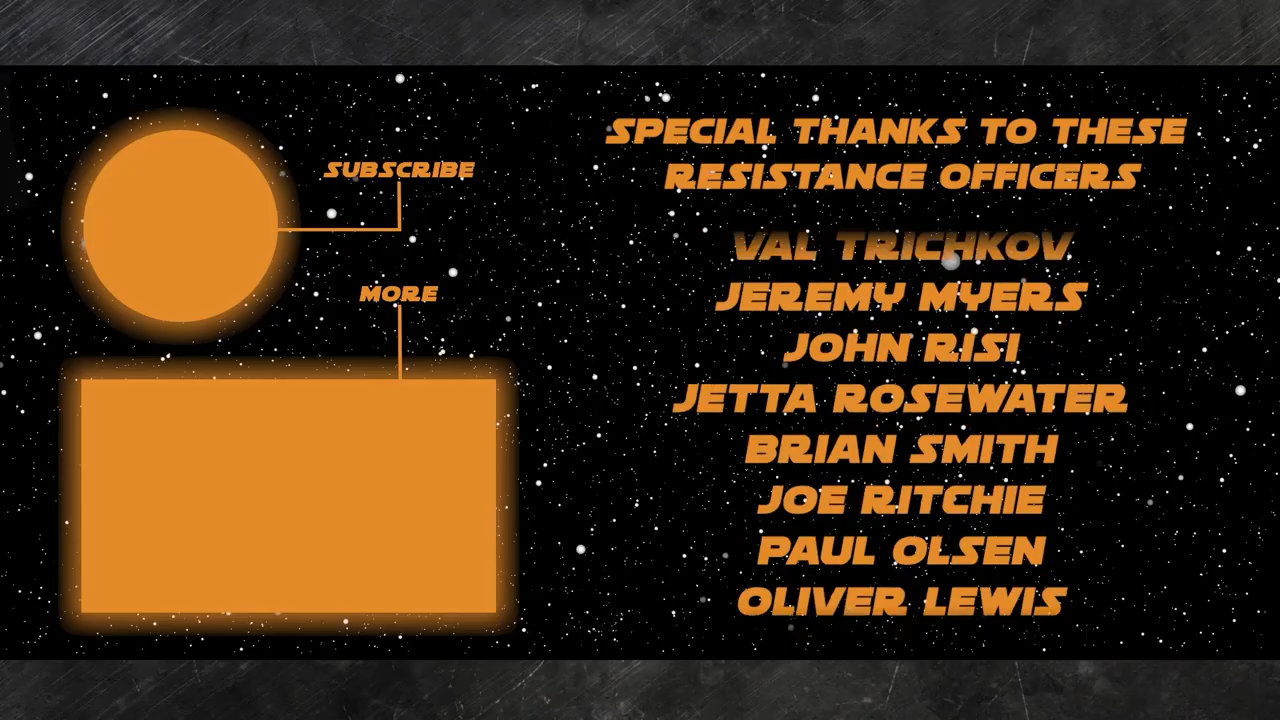 SUBSCRIBE
MORE
SPECIAL THANKS TO THESE
RESISTANCE OFFICERS
VAL TRICHKOV
JEREMY MYERS
JOHN RISI
JETTA ROSEWATER
BRIAN SMITH
JOE RITCHIE
PAUL OLSEN
OLIVER LEWIS